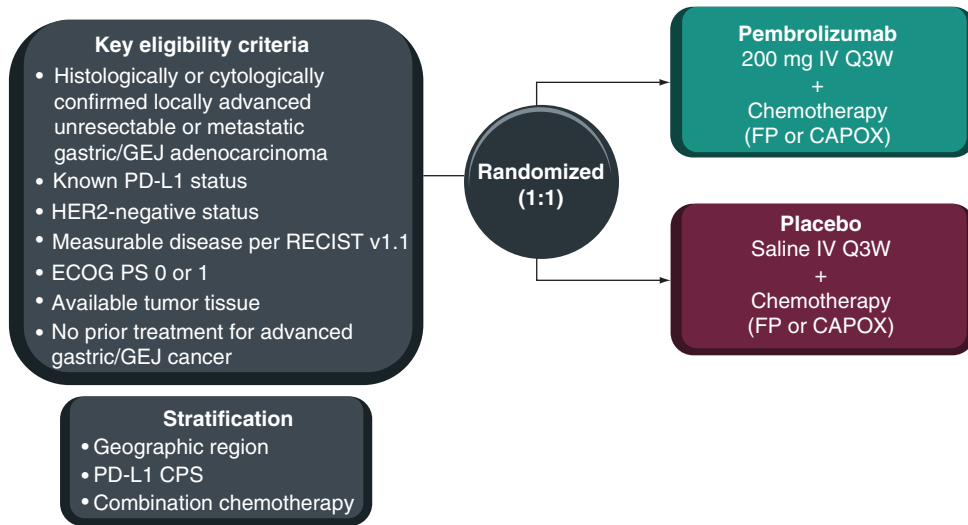 Key eligibility criteria
• Histologically or cytologically
confirmed locally advanced
unresectable or metastatic
gastric/GEJ adenocarcinoma
• Known PD-L1 status
• HER2-negative status
• Measurable disease per RECIST v1.1
• ECOG PS 0 or 1
• Available tumor tissue
• No prior treatment for advanced
gastric/GEJ cancer
Stratification
• Geographic region
• PD-L1 CPS
• Combination chemotherapy
Randomized
(1:1)
Pembrolizumab
200 mg IV Q3W
+
Chemotherapy
(FP or CAPOX)
Placebo
Saline IV Q3W
+
Chemotherapy
(FP or CAPOX)